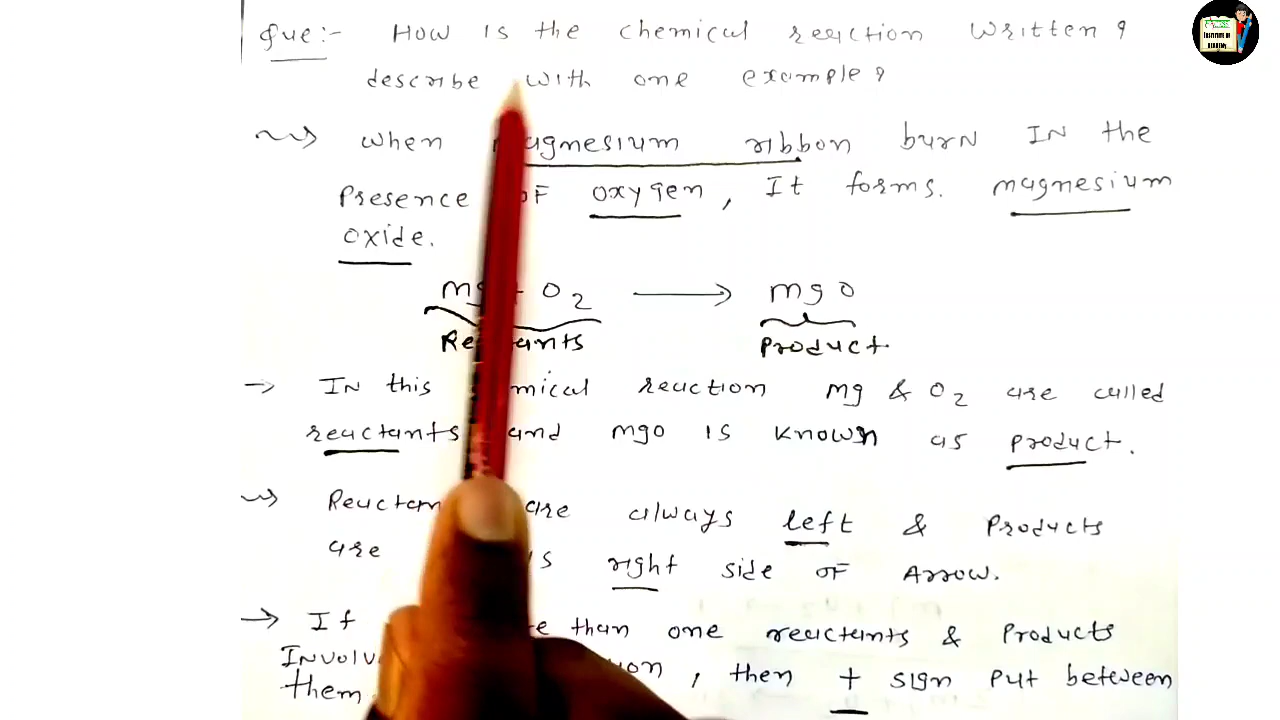 Que:- How is the chemical reaction written?
describe with one example?
when magnesium ribbon burn IN the
Presence OF oxygen, It forms. magnesium
oxide.
mg + O2 → mgo
Reactants Product
→ IN this chemical reaction mg & O2 are called
reactants and mgo is known as product.
Reactants are always left & Products
are right side OF Arrow.
→ If than one reactants & Products
Involv , then + sign put between
them